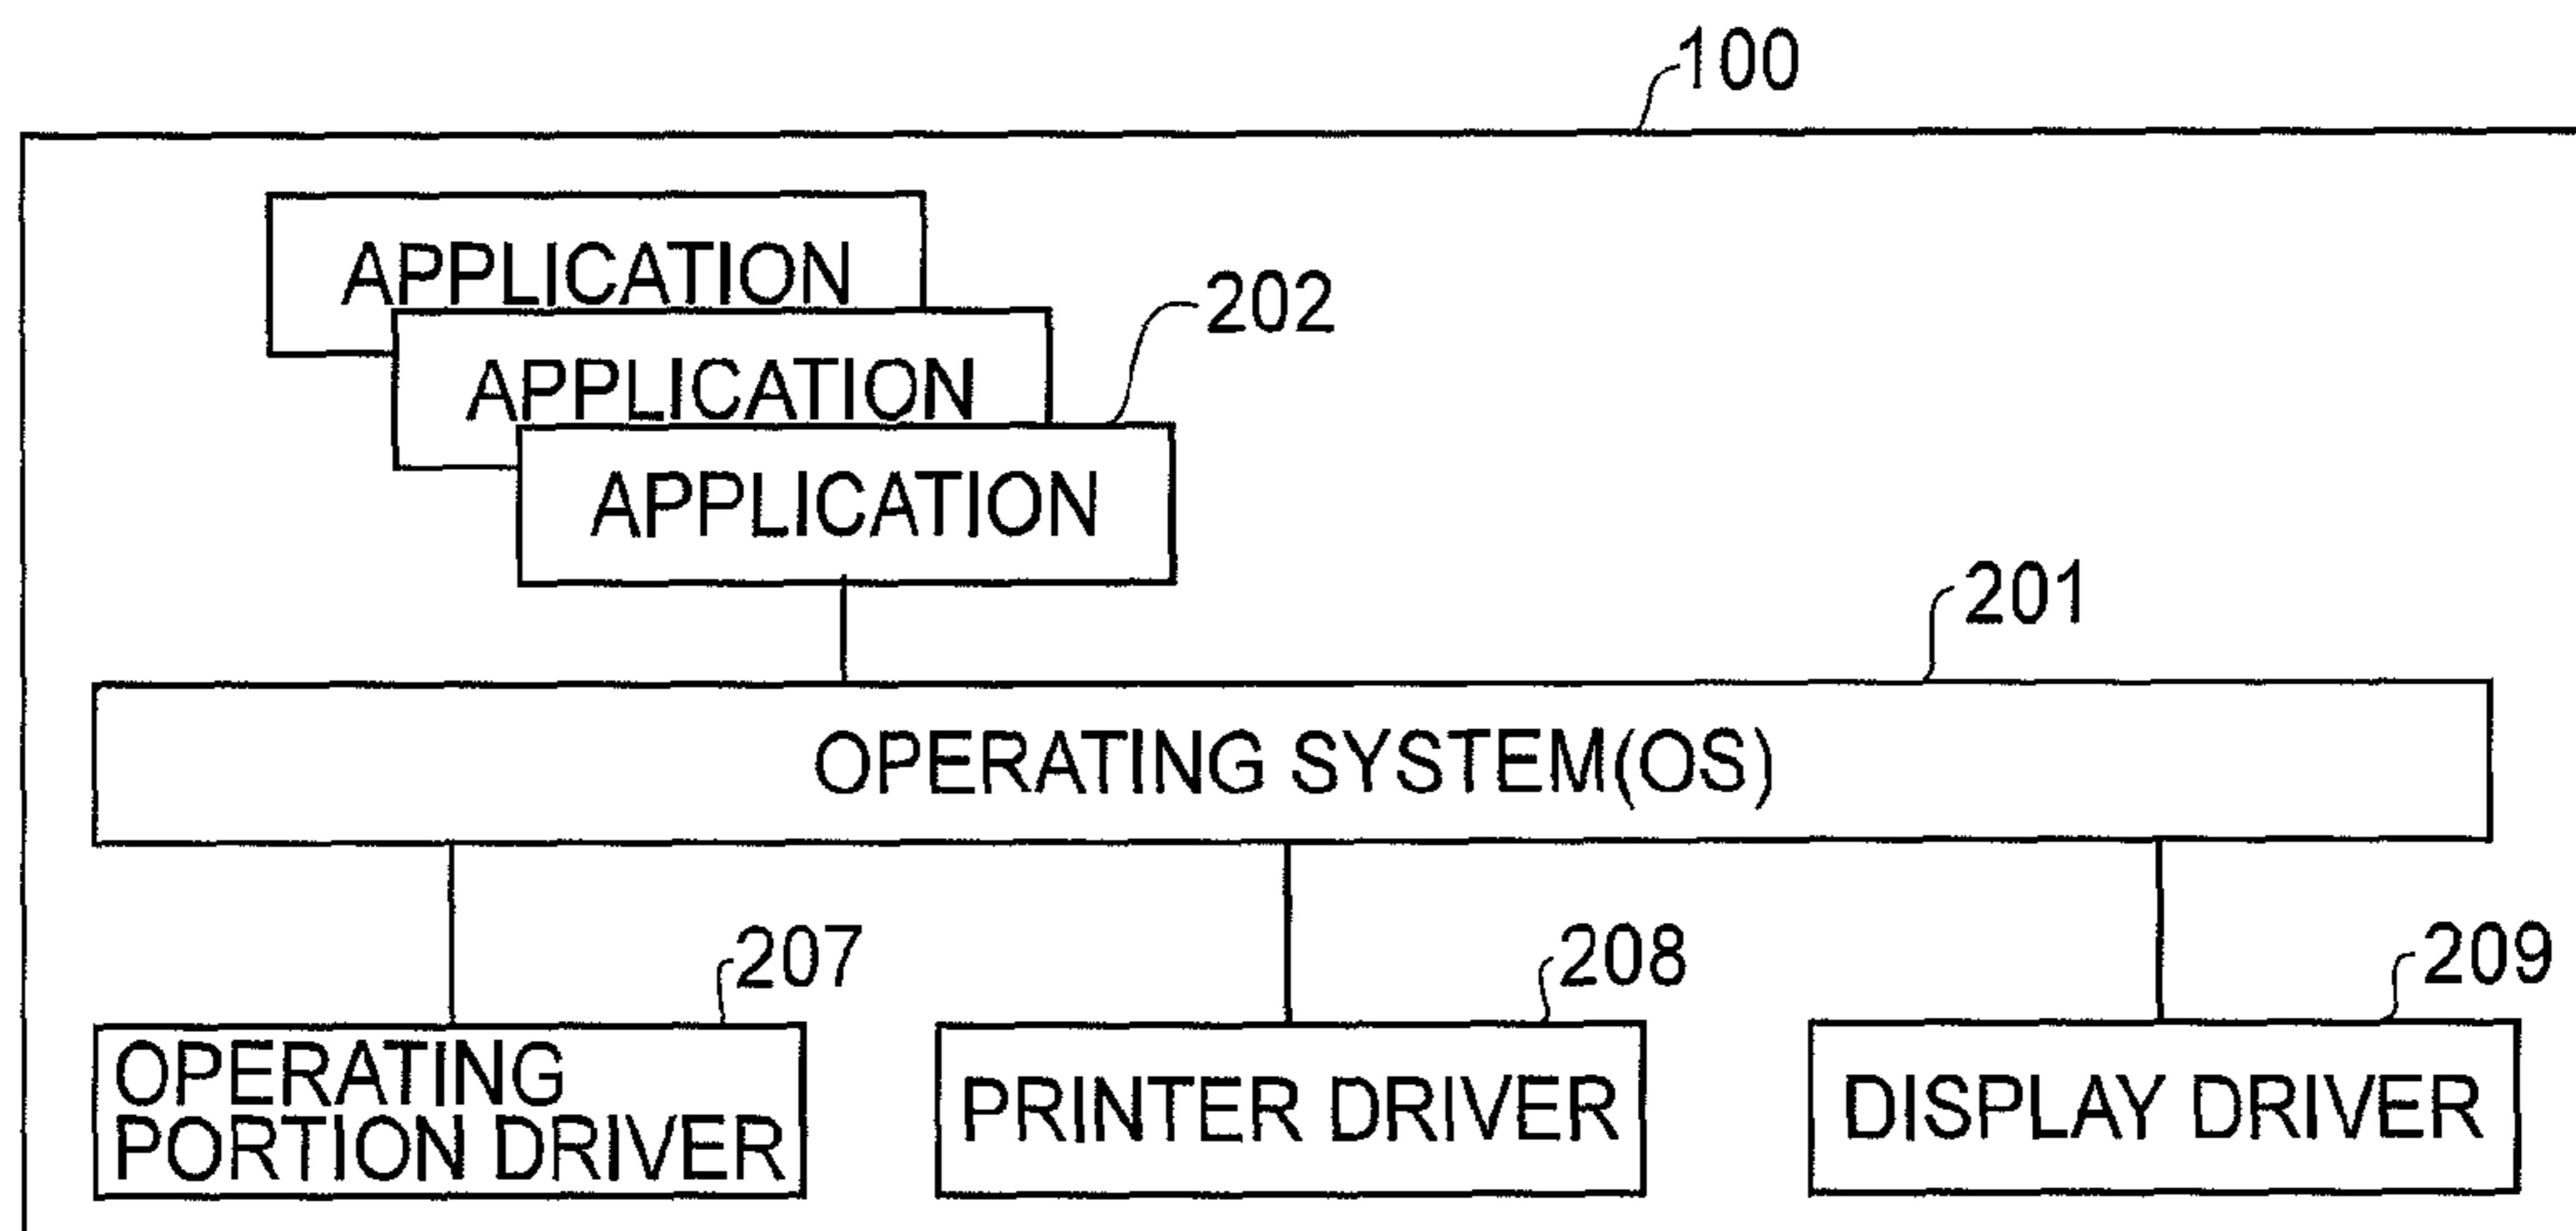 100
APPLICATION
202
APPLICATION
APPLICATION
201
OPERATING SYSTEM(OS)
207
208
209
OPERATING
PORTION DRIVER
PRINTER DRIVER
DISPLAY DRIVER